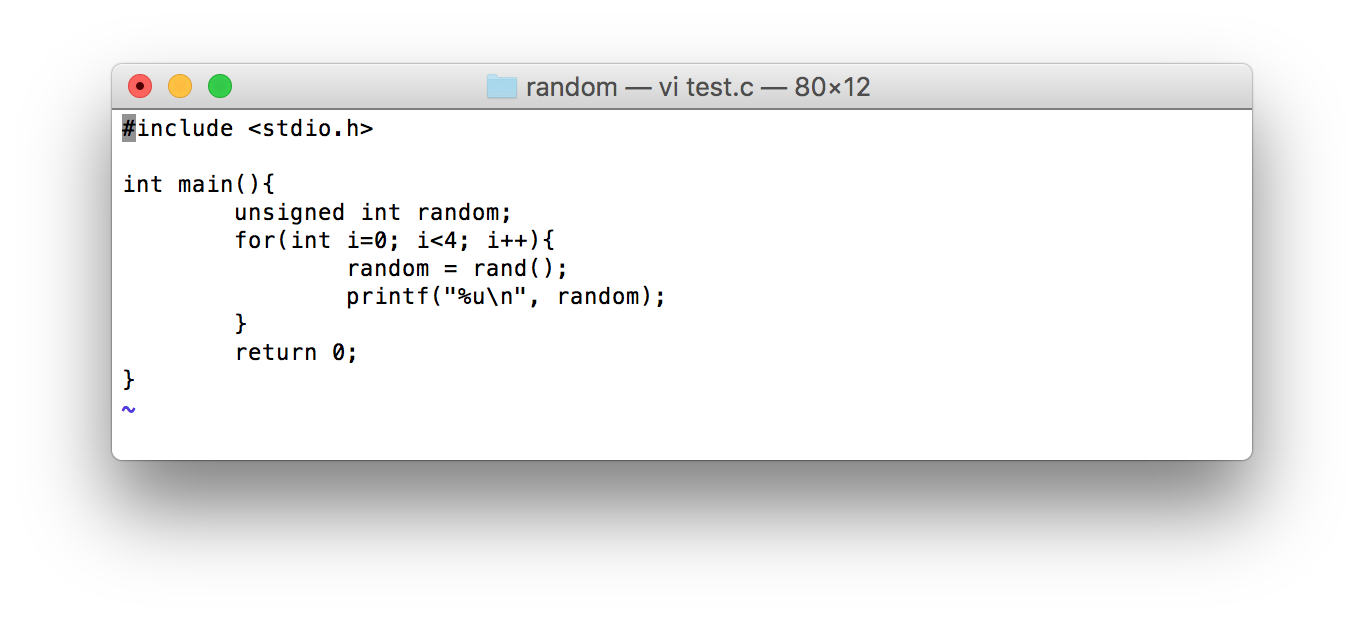 random — vi test.c — 80×12
#include <stdio.h>
int main(){
        unsigned int random;
        for(int i=0; i<4; i++){
                random = rand();
                printf("%u\n", random);
        }
        return 0;
}
~